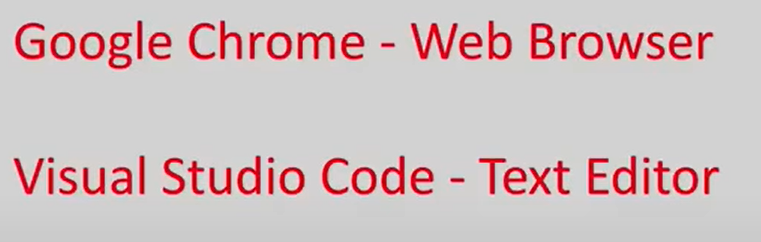 Google Chrome - Web Browser
Visual Studio Code - Text Editor